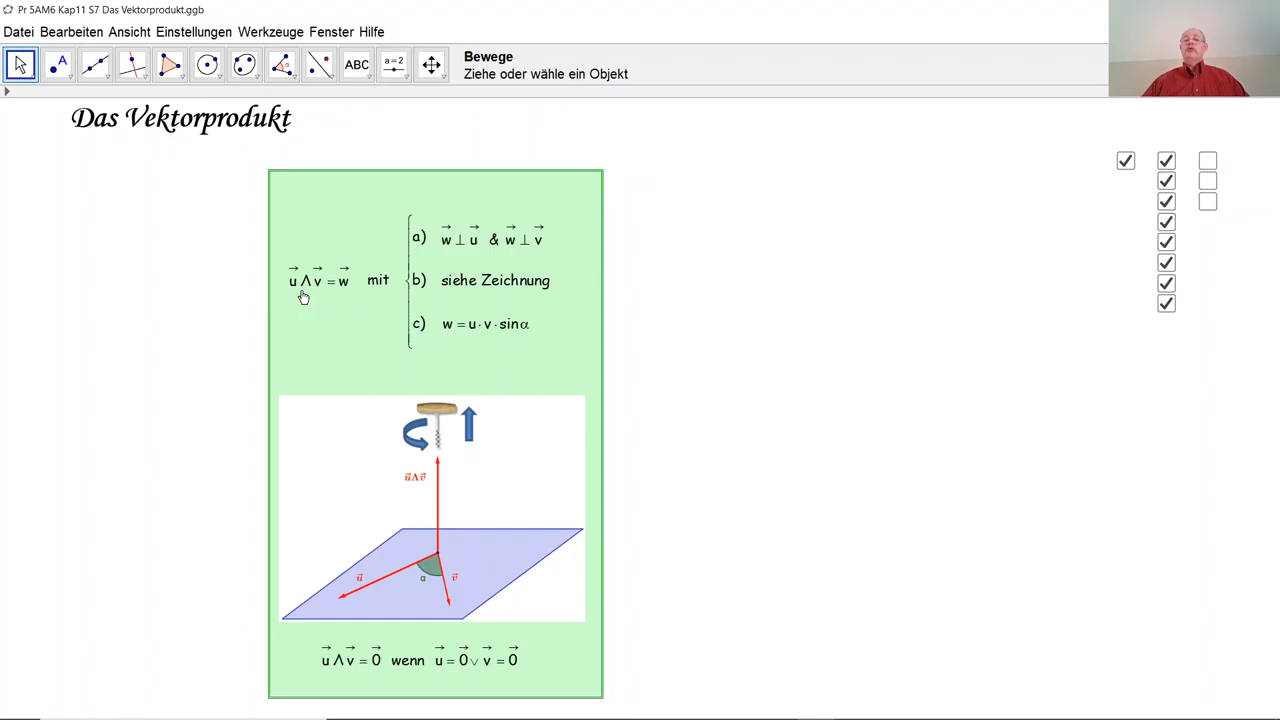 Pr 5AM6 Kap11 S7 Das Vektorprodukt.ggb
Datei Bearbeiten Ansicht Einstellungen Werkzeuge Fenster Hilfe
A
α
ABC
a=2
Bewege
Ziehe oder wähle ein Objekt
Das Vektorprodukt
a) w⃗ ⊥ u⃗ & w⃗ ⊥ v⃗
u⃗ ∧ v⃗ = w⃗ mit b) siehe Zeichnung
c) w = u · v · sin α
u⃗∧v⃗
u⃗ α v⃗
u⃗ ∧ v⃗ = 0⃗ wenn u⃗ = 0⃗ ∨ v⃗ = 0⃗